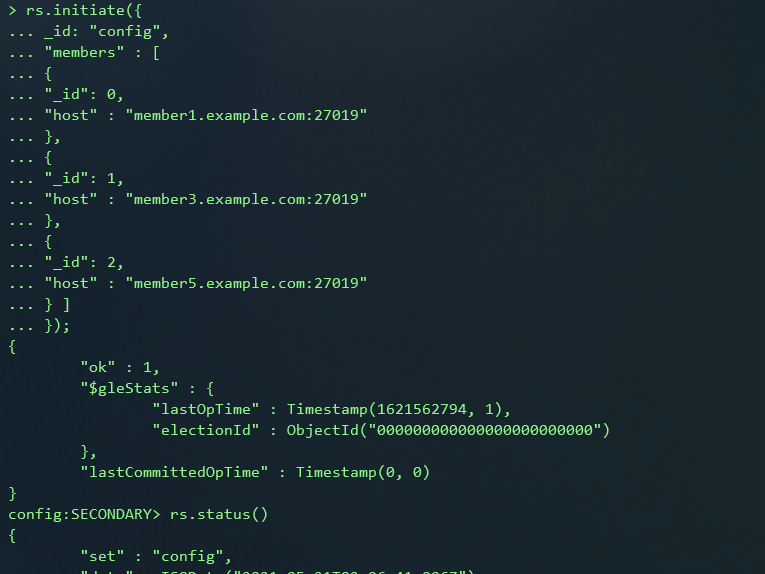 > rs.initiate({
... _id: "config",
... "members" : [
... {
... "_id": 0,
... "host" : "member1.example.com:27019"
... },
... {
... "_id": 1,
... "host" : "member3.example.com:27019"
... },
... {
... "_id": 2,
... "host" : "member5.example.com:27019"
... } ]
... });
{
        "ok" : 1,
        "$gleStats" : {
                "lastOpTime" : Timestamp(1621562794, 1),
                "electionId" : ObjectId("000000000000000000000000")
        },
        "lastCommittedOpTime" : Timestamp(0, 0)
}
config:SECONDARY> rs.status()
{
        "set" : "config",